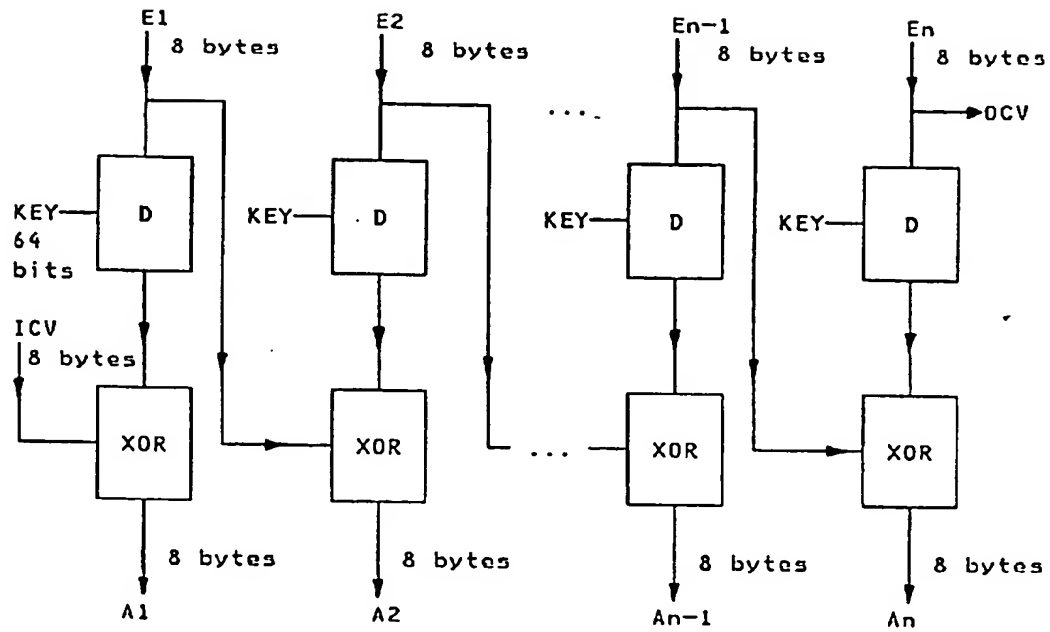 E1 E2 En-1 En
8 bytes 8 bytes 8 bytes 8 bytes
.... OCV
KEY D KEY D KEY D KEY D
64
bits
ICV
8 bytes
XOR XOR ... XOR XOR
8 bytes 8 bytes 8 bytes 8 bytes
A1 A2 An-1 An